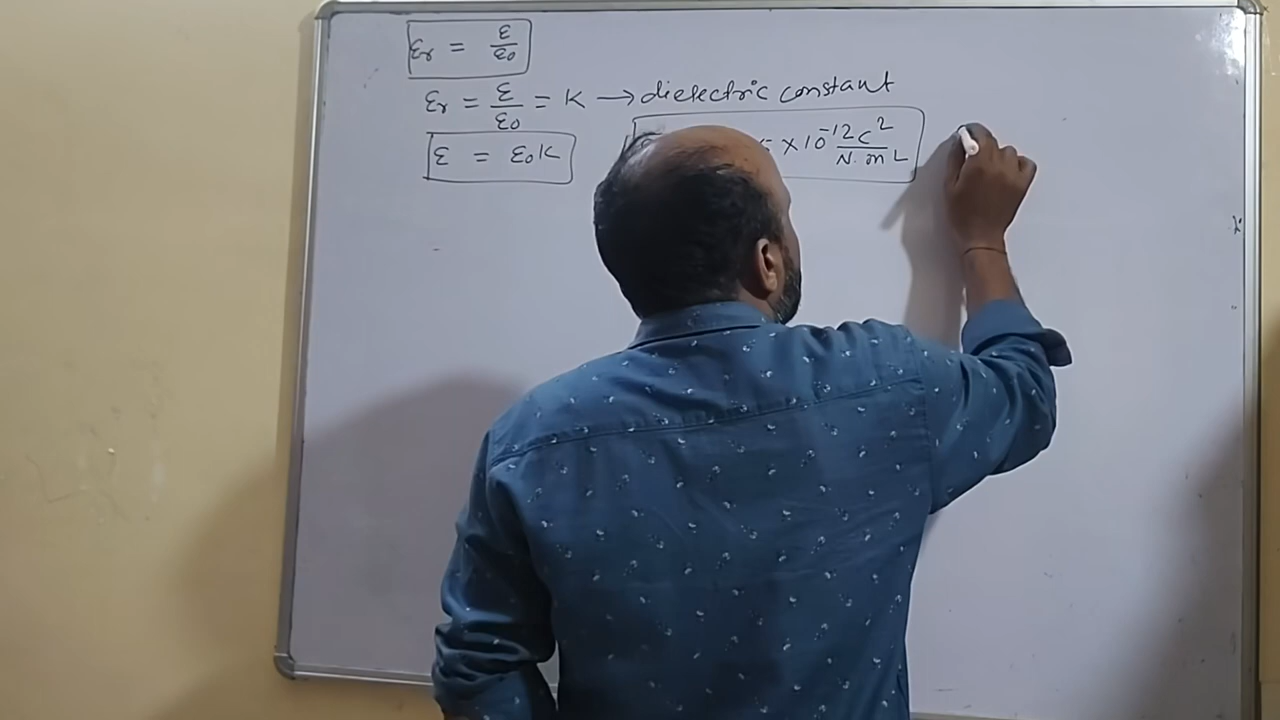 εr = ε/ε0
εr = ε/ε0 = K → dielectric constant
ε = ε0K
× 10⁻¹² C²/N.m²